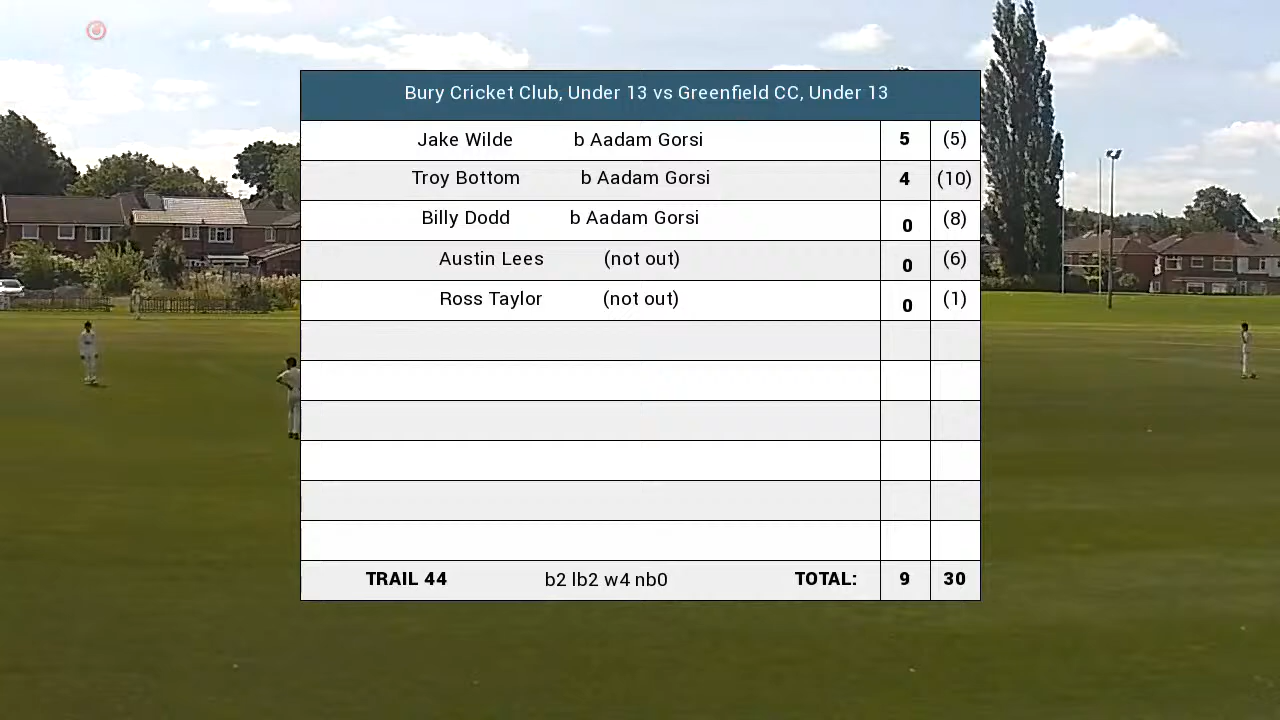 Bury Cricket Club, Under 13 vs Greenfield CC, Under 13
Jake Wilde b Aadam Gorsi 5 (5)
Troy Bottom b Aadam Gorsi 4 (10)
Billy Dodd b Aadam Gorsi 0 (8)
Austin Lees (not out) 0 (6)
Ross Taylor (not out) 0 (1)
TRAIL 44 b2 lb2 w4 nb0 TOTAL: 9 30